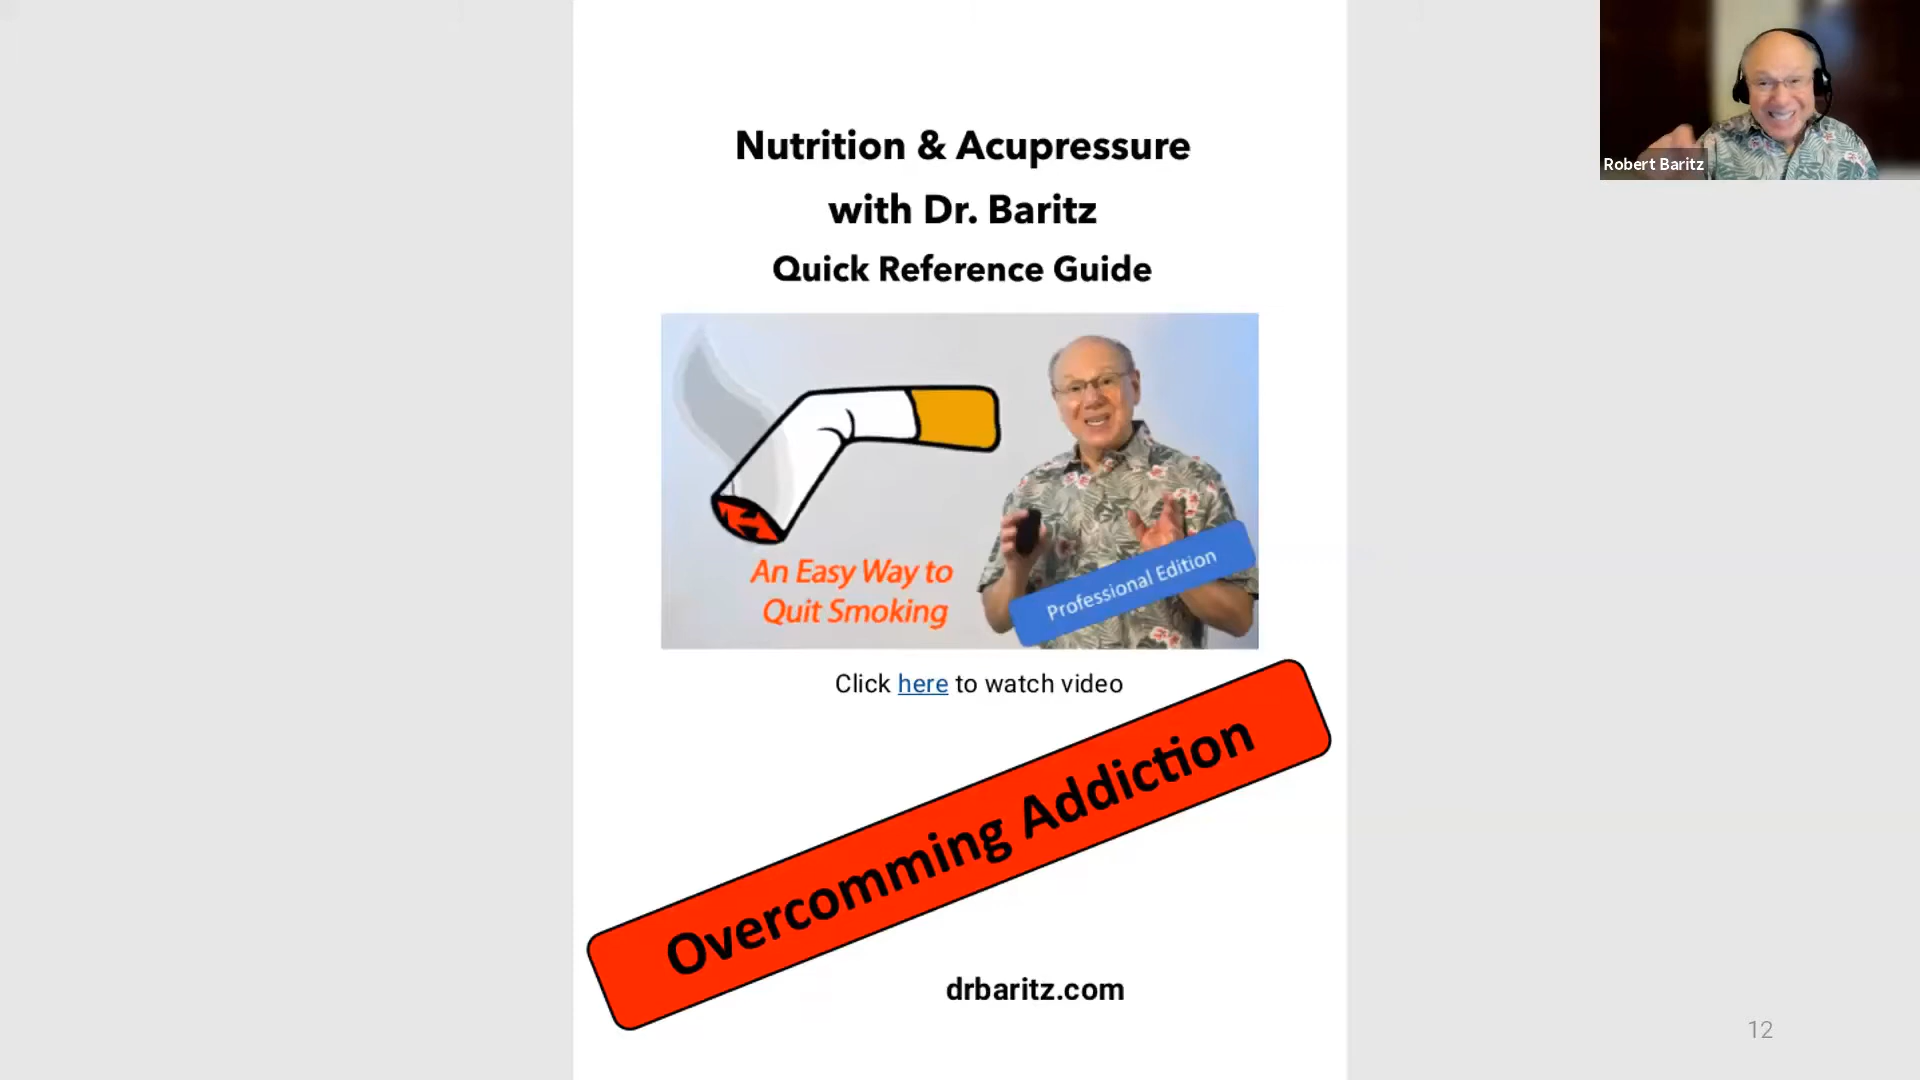 Nutrition & Acupressure
with Dr. Baritz
Quick Reference Guide
An Easy Way to
Quit Smoking
Professional Edition
Click here to watch video
Overcomming Addiction
drbaritz.com
12
Robert Baritz